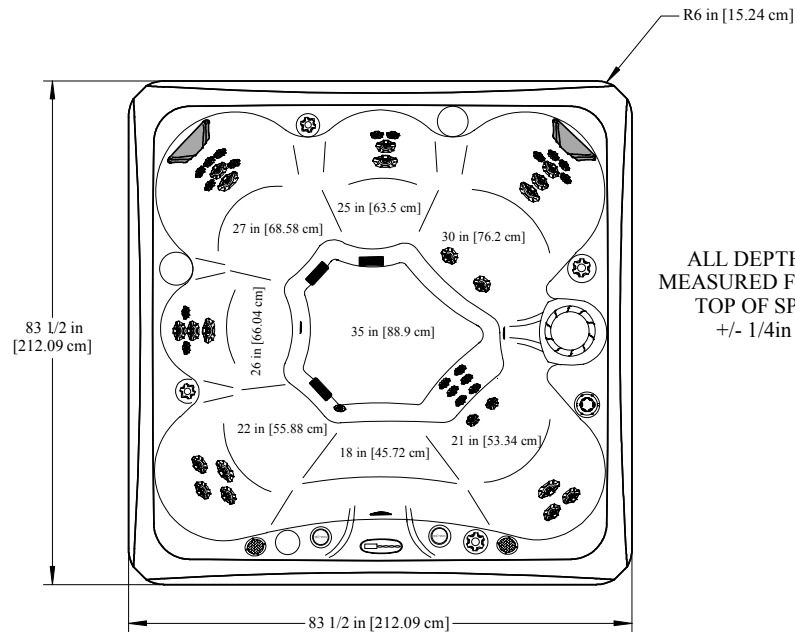 R6 in [15.24 cm]
25 in [63.5 cm]
27 in [68.58 cm]
30 in [76.2 cm]
ALL DEPTH
MEASURED F
TOP OF SP
+/- 1/4in
83 1/2 in
[212.09 cm]
26 in [66.04 cm]
35 in [88.9 cm]
22 in [55.88 cm]
18 in [45.72 cm]
21 in [53.34 cm]
83 1/2 in [212.09 cm]